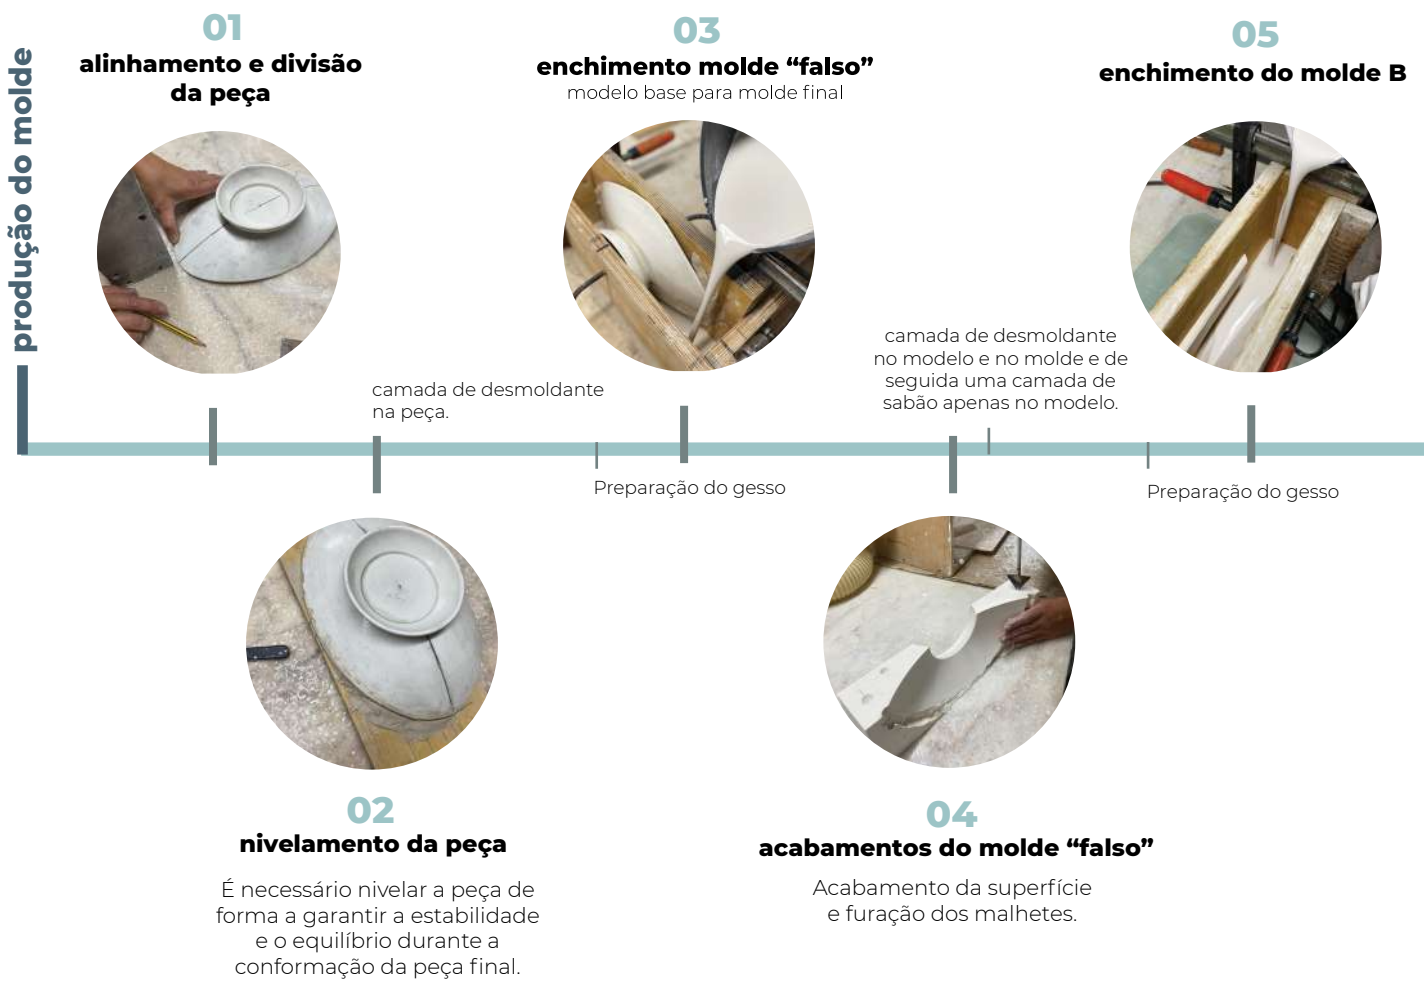 produção do molde
01
alinhamento e divisão
da peça
03
enchimento molde “falso”
modelo base para molde final
05
enchimento do molde B
camada de desmoldante
na peça.
camada de desmoldante
no modelo e no molde e de
seguida uma camada de
sabão apenas no modelo.
Preparação do gesso
Preparação do gesso
02
nivelamento da peça
É necessário nivelar a peça de
forma a garantir a estabilidade
e o equilíbrio durante a
conformação da peça final.
04
acabamentos do molde “falso”
Acabamento da superfície
e furação dos malhetes.